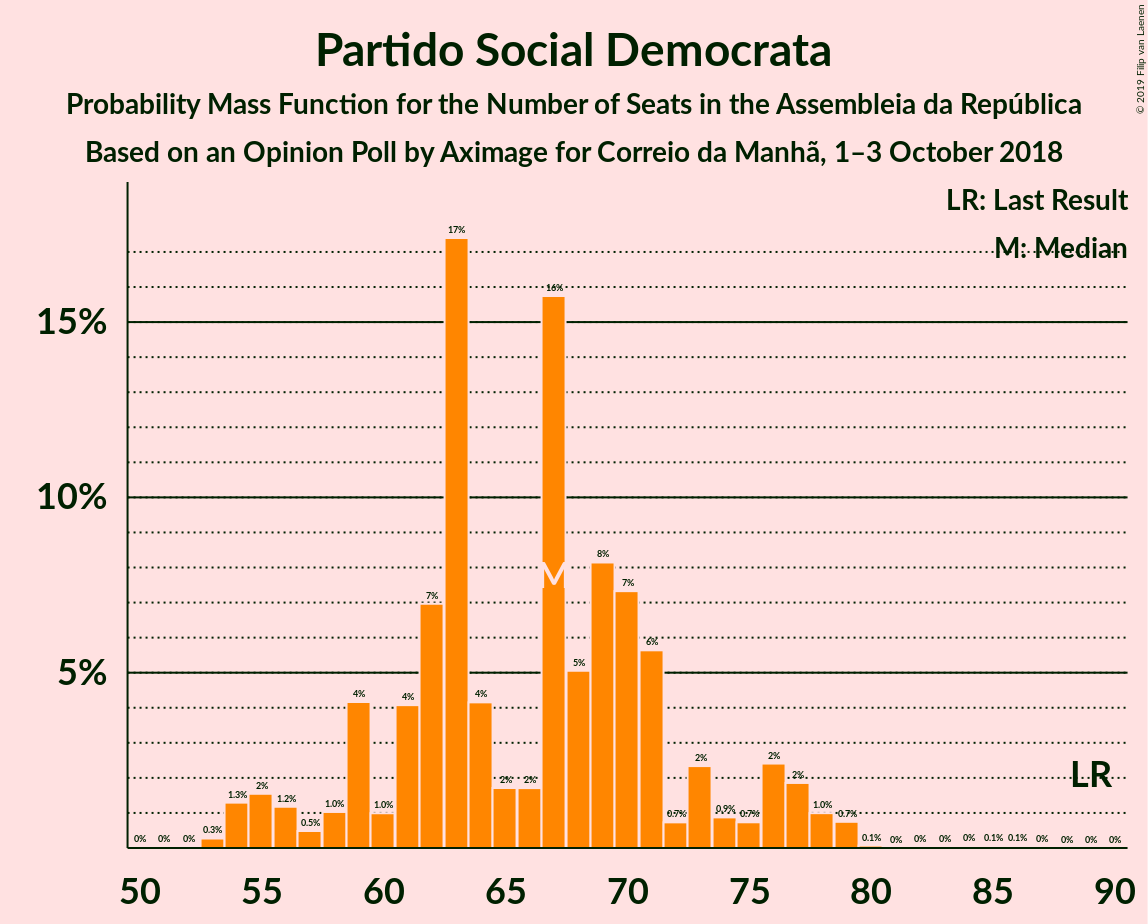 Partido Social Democrata
Probability Mass Function for the Number of Seats in the Assembleia da República
Based on an Opinion Poll by Aximage for Correio da Manhã, 1–3 October 2018
© 2019 Filip van Laenen
LR: Last Result
M: Median
15%
10%
5%
0% 0% 0% 0.3% 1.3% 2% 1.2% 0.5% 1.0% 4% 1.0% 4% 7% 17% 4% 2% 2% 16% 5% 8% 7% 6% 0.7% 2% 0.9% 0.7% 2% 2% 1.0% 0.7% 0.1% 0% 0% 0% 0% 0.1% 0.1% 0% 0% 0% 0%
M
LR
50 55 60 65 70 75 80 85 90